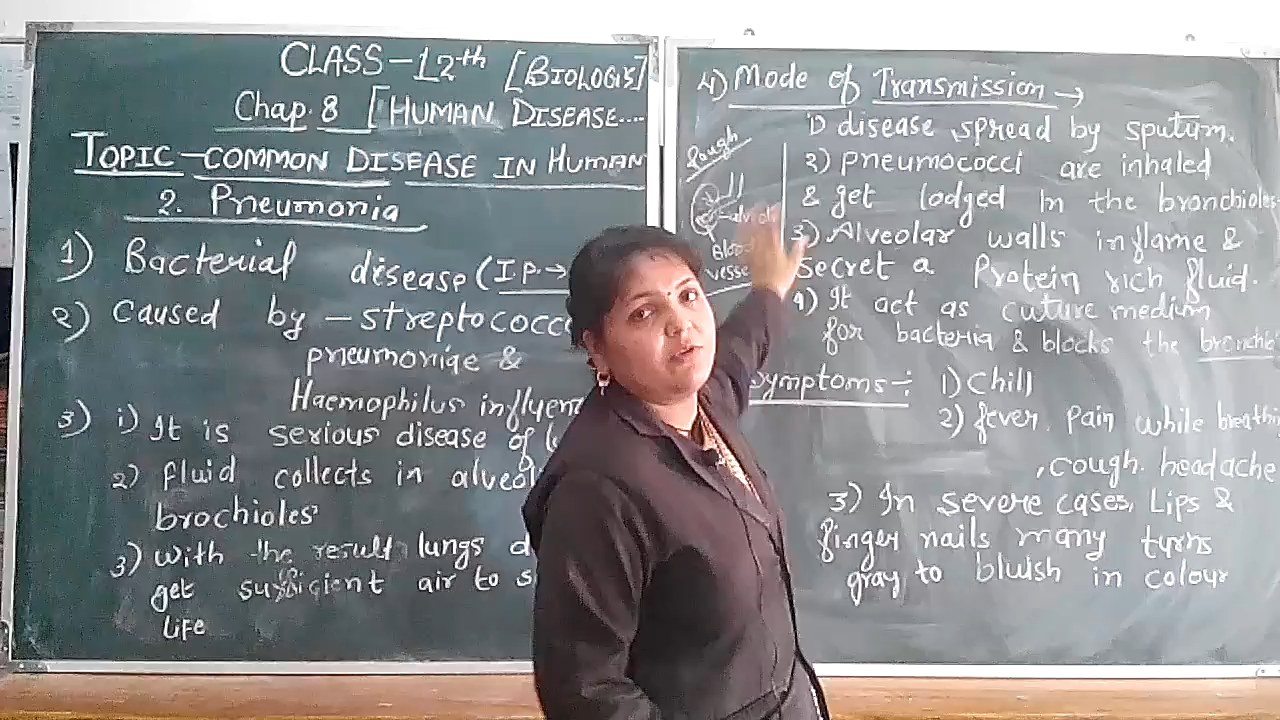 CLASS-12th [BIOLOGY]
Chap. 8 [HUMAN DISEASE....
TOPIC-COMMON DISEASE IN HUMAN
2. Pneumonia
1) Bacterial disease (I.P.→
2) Caused by - streptococc
pneumoniae &
Haemophilus influen
3) i) It is serious disease of
2) fluid collects in alveol
brochioles
3) with the result lungs d
get sufficient air to s
life
4) Mode of Transmission →
1) disease spread by sputum.
2) pneumococci are inhaled
& get lodged in the bronchioles
3) Alveolar walls inflame &
secret a Protein rich fluid.
4) It act as cuture medium
for bacteria & blocks the bronchio
Blood
vesse
Symptoms:- 1) Chill
2) fever, pain while breathi
, cough. headache
3) In severe cases, Lips &
finger nails many turns
gray to bluish in colour